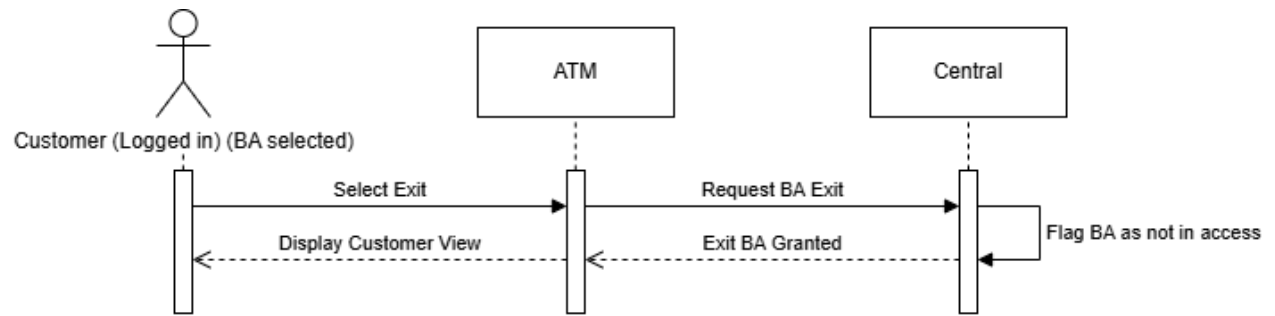 ATM
Central
Customer (Logged in) (BA selected)
Select Exit
Request BA Exit
Flag BA as not in access
Display Customer View
Exit BA Granted